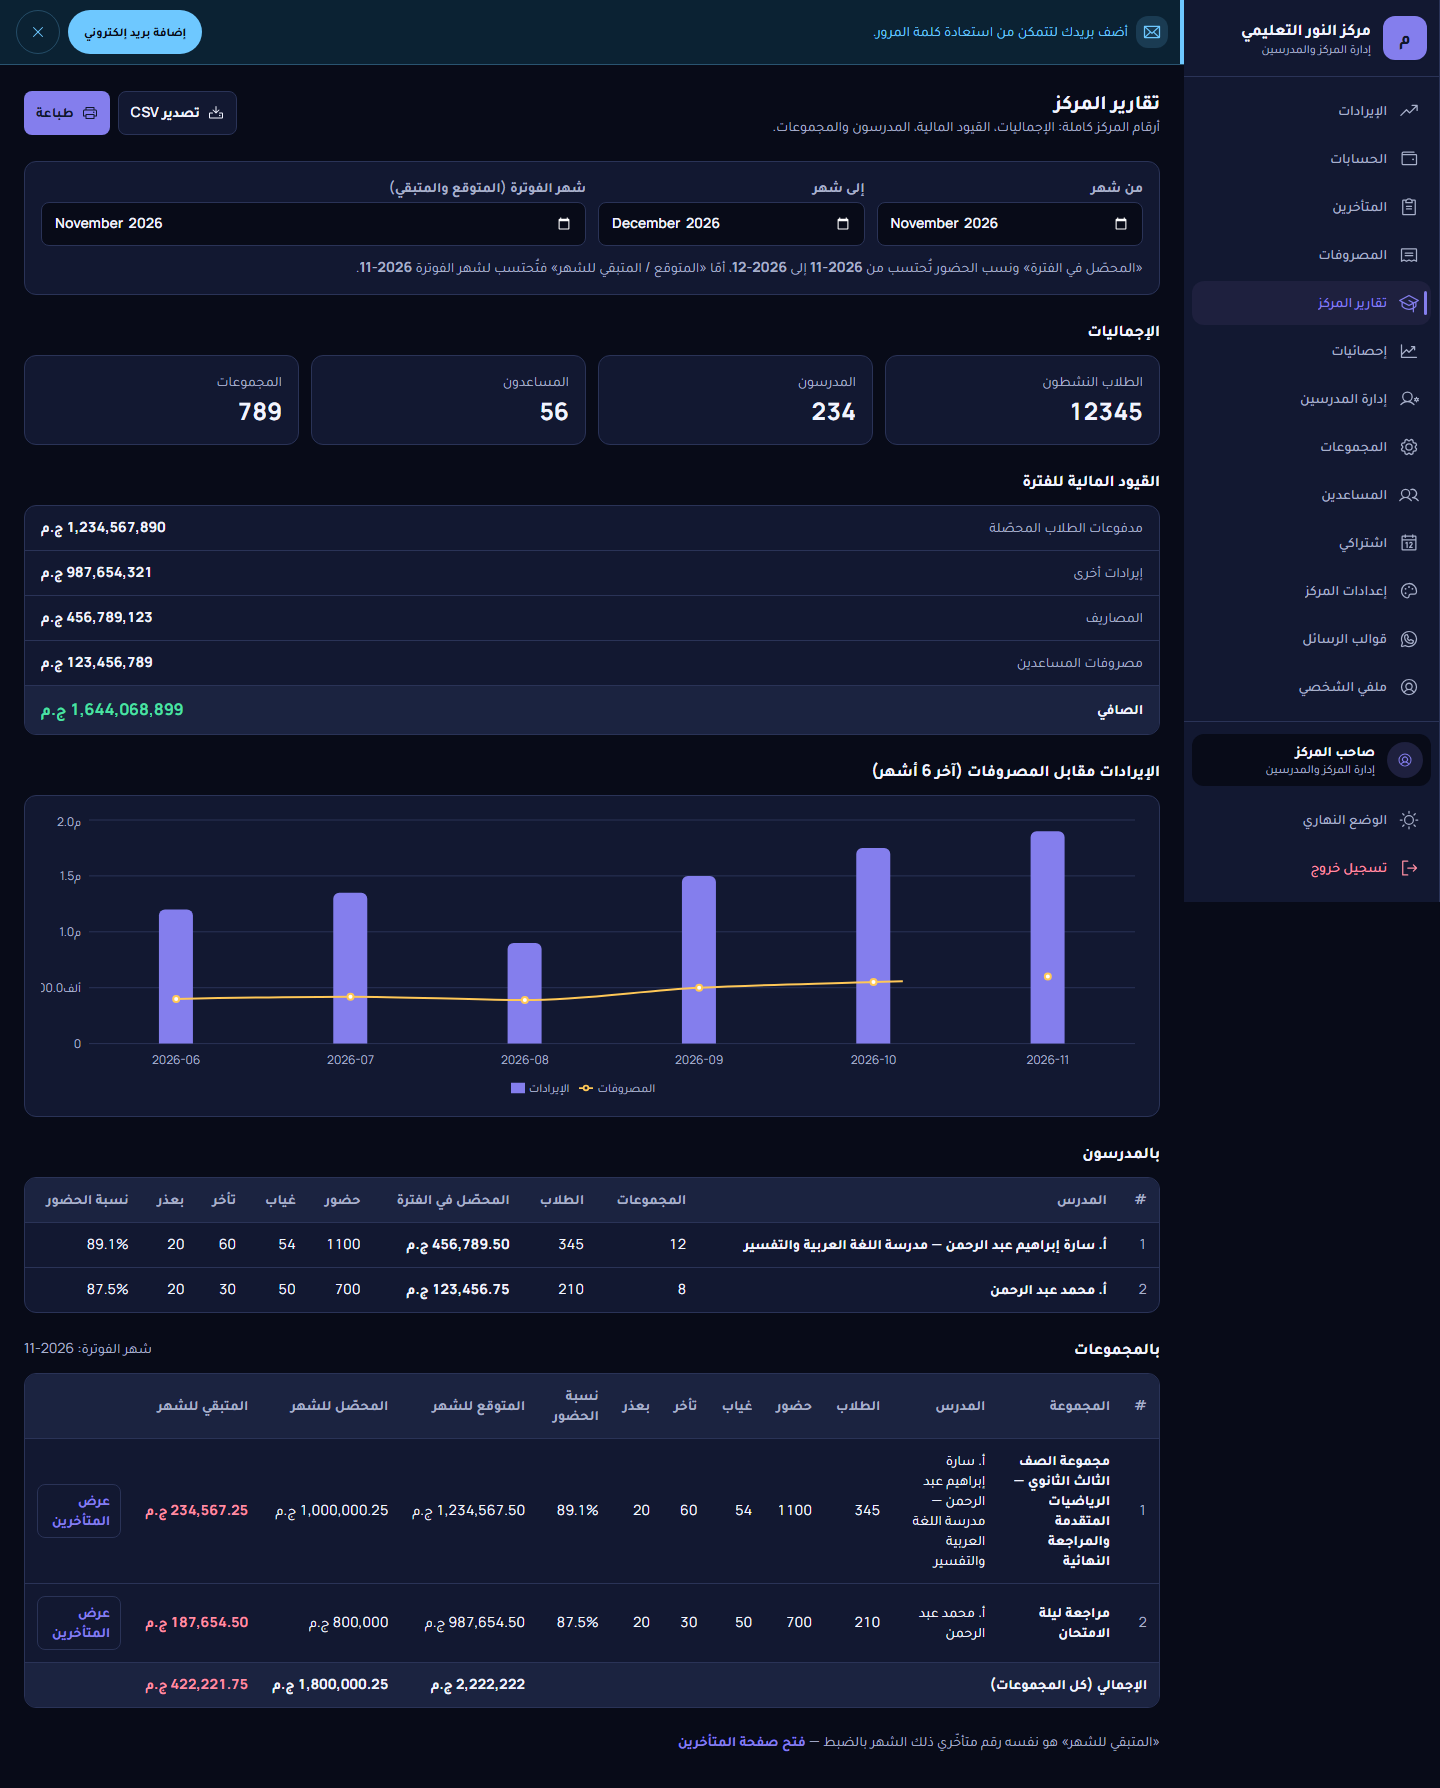 م
مركز النور التعليمي
إدارة المركز والمدرسين
الإيرادات
الحسابات
المتأخرين
المصروفات
تقارير المركز
إحصائيات
إدارة المدرسين
المجموعات
المساعدين
اشتراكي
إعدادات المركز
قوالب الرسائل
ملفي الشخصي
صاحب المركز
إدارة المركز والمدرسين
الوضع النهاري
تسجيل خروج
أضف بريدك لتتمكن من استعادة كلمة المرور.
إضافة بريد إلكتروني
تقارير المركز
أرقام المركز كاملة: الإجماليات، القيود المالية، المدرسون والمجموعات.
تصدير CSV
طباعة
من شهر
November 2026
إلى شهر
December 2026
شهر الفوترة (المتوقع والمتبقي)
November 2026
«المحصّل في الفترة» ونسب الحضور تُحتسب من 2026-11 إلى 2026-12. أمّا «المتوقع / المتبقي للشهر» فتُحتسب لشهر الفوترة 2026-11.
الإجماليات
الطلاب النشطون
12345
المدرسون
234
المساعدون
56
المجموعات
789
القيود المالية للفترة
مدفوعات الطلاب المحصّلة 1,234,567,890 ج.م
إيرادات أخرى 987,654,321 ج.م
المصاريف 456,789,123 ج.م
مصروفات المساعدين 123,456,789 ج.م
الصافي 1,644,068,899 ج.م
الإيرادات مقابل المصروفات (آخر 6 أشهر)
2.0م
1.5م
1.0م
00.0ألف
0
2026-06 2026-07 2026-08 2026-09 2026-10 2026-11
الإيرادات المصروفات
بالمدرسون
# المدرس المجموعات الطلاب المحصّل في الفترة حضور غياب تأخر بعذر نسبة الحضور
1 أ. سارة إبراهيم عبد الرحمن — مدرسة اللغة العربية والتفسير 12 345 456,789.50 ج.م 1100 54 60 20 89.1%
2 أ. محمد عبد الرحمن 8 210 123,456.75 ج.م 700 50 30 20 87.5%
بالمجموعات
شهر الفوترة: 2026-11
# المجموعة المدرس الطلاب حضور غياب تأخر بعذر نسبة الحضور المتوقع للشهر المحصّل للشهر المتبقي للشهر
1 مجموعة الصف الثالث الثانوي — الرياضيات المتقدمة والمراجعة النهائية أ. سارة إبراهيم عبد الرحمن — مدرسة اللغة العربية والتفسير 345 1100 54 60 20 89.1% 1,234,567.50 ج.م 1,000,000.25 ج.م 234,567.25 ج.م عرض المتأخرين
2 مراجعة ليلة الامتحان أ. محمد عبد الرحمن 210 700 50 30 20 87.5% 987,654.50 ج.م 800,000 ج.م 187,654.50 ج.م عرض المتأخرين
الإجمالي (كل المجموعات) 2,222,222 ج.م 1,800,000.25 ج.م 422,221.75 ج.م
«المتبقي للشهر» هو نفسه رقم متأخّري ذلك الشهر بالضبط — فتح صفحة المتأخرين